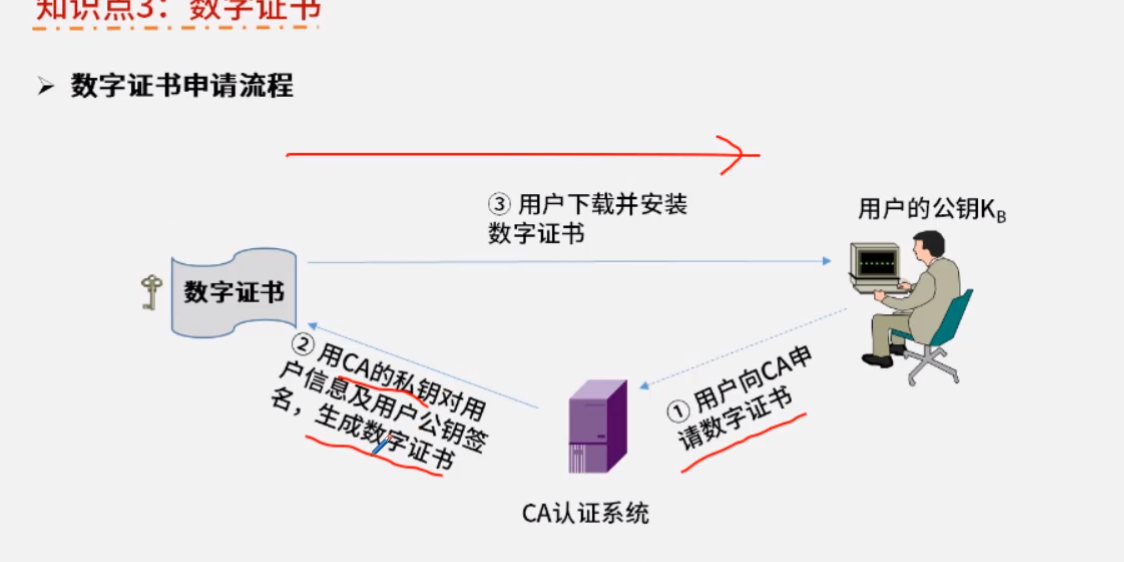 知识点3：数字证书
➢ 数字证书申请流程
③ 用户下载并安装
数字证书
用户的公钥K_B
数字证书
② 用CA的私钥对用
户信息及用户公钥签
名，生成数字证书
① 用户向CA申
请数字证书
CA认证系统